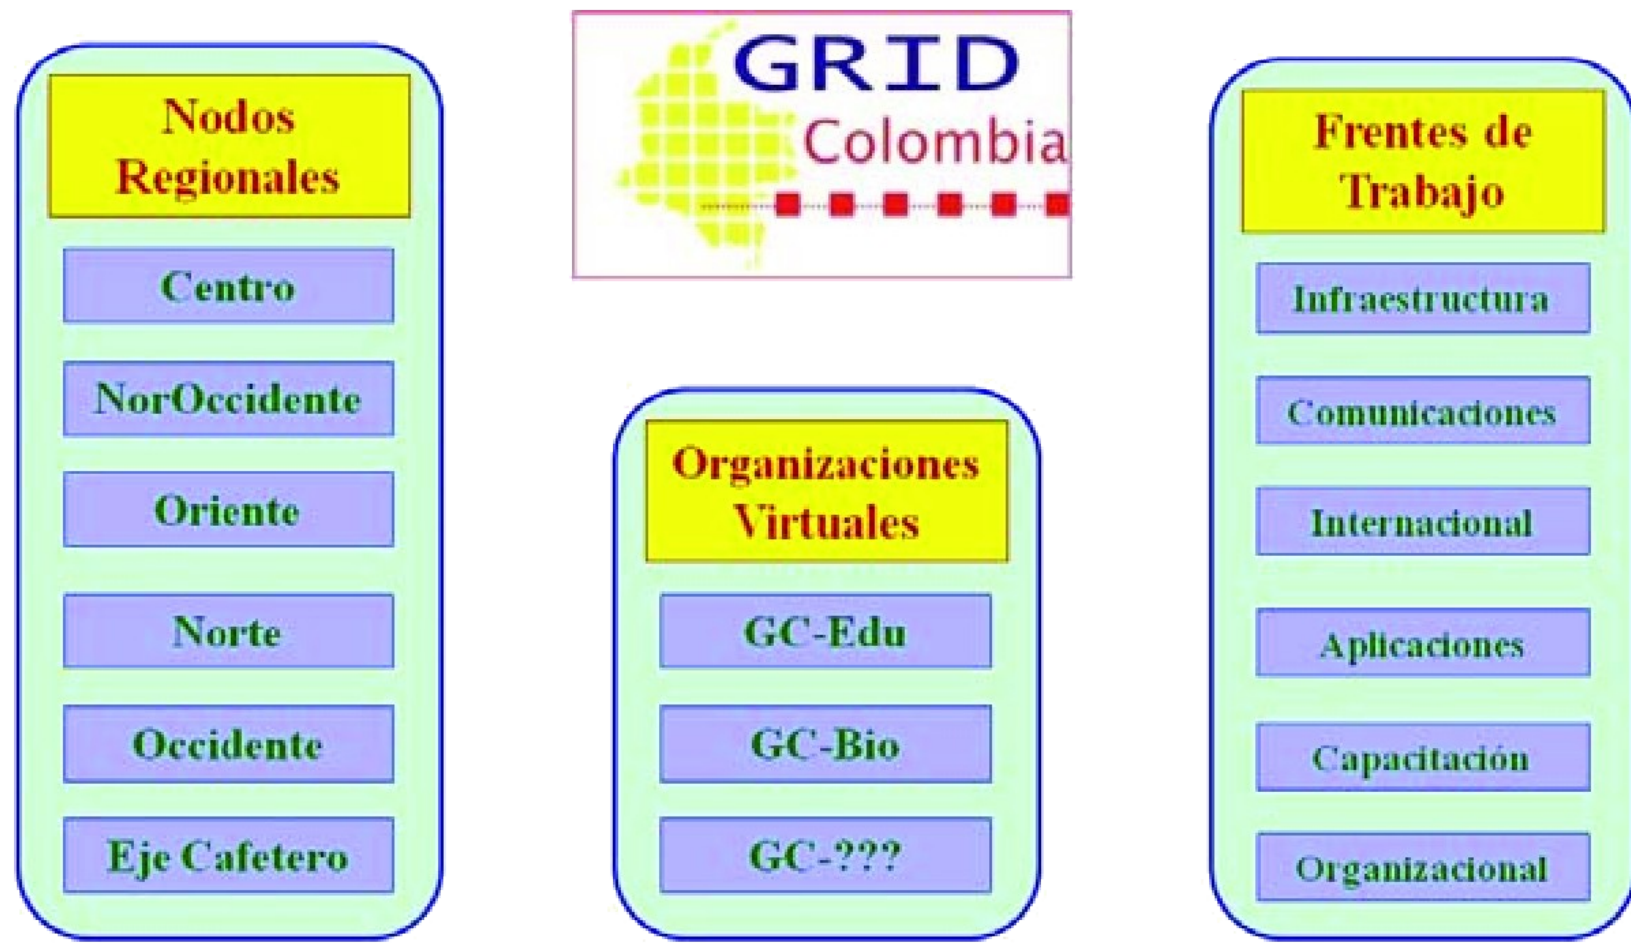 Nodos
Regionales
Centro
NorOccidente
Oriente
Norte
Occidente
Eje Cafetero
GRID
Colombia
Organizaciones
Virtuales
GC-Edu
GC-Bio
GC-???
Frentes de
Trabajo
Infraestructura
Comunicaciones
Internacional
Aplicaciones
Capacitación
Organizacional